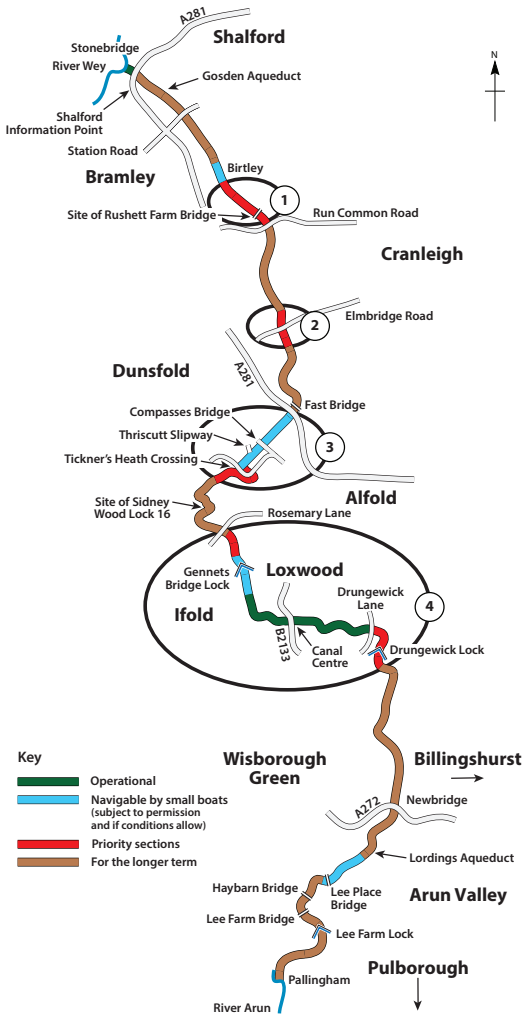 A281
Shalford
Stonebridge
River Wey
N
Gosden Aqueduct
Shalford
Information Point
Station Road
Birtley
Bramley
1
Site of Rushett Farm Bridge
Run Common Road
Cranleigh
Elmbridge Road
2
Dunsfold
A281
Fast Bridge
Compasses Bridge
Thriscutt Slipway
3
Tickner's Heath Crossing
Alfold
Site of Sidney
Wood Lock 16
Rosemary Lane
Gennets
Bridge Lock
Loxwood
Drungewick
Lane
4
Ifold
B2133
Canal
Centre
Drungewick Lock
Key
Operational
Navigable by small boats
(subject to permission
and if conditions allow)
Priority sections
For the longer term
Wisborough
Green
Billingshurst
A272
Newbridge
Lordings Aqueduct
Haybarn Bridge
Lee Place
Bridge
Arun Valley
Lee Farm Bridge
Lee Farm Lock
Pulborough
Pallingham
River Arun